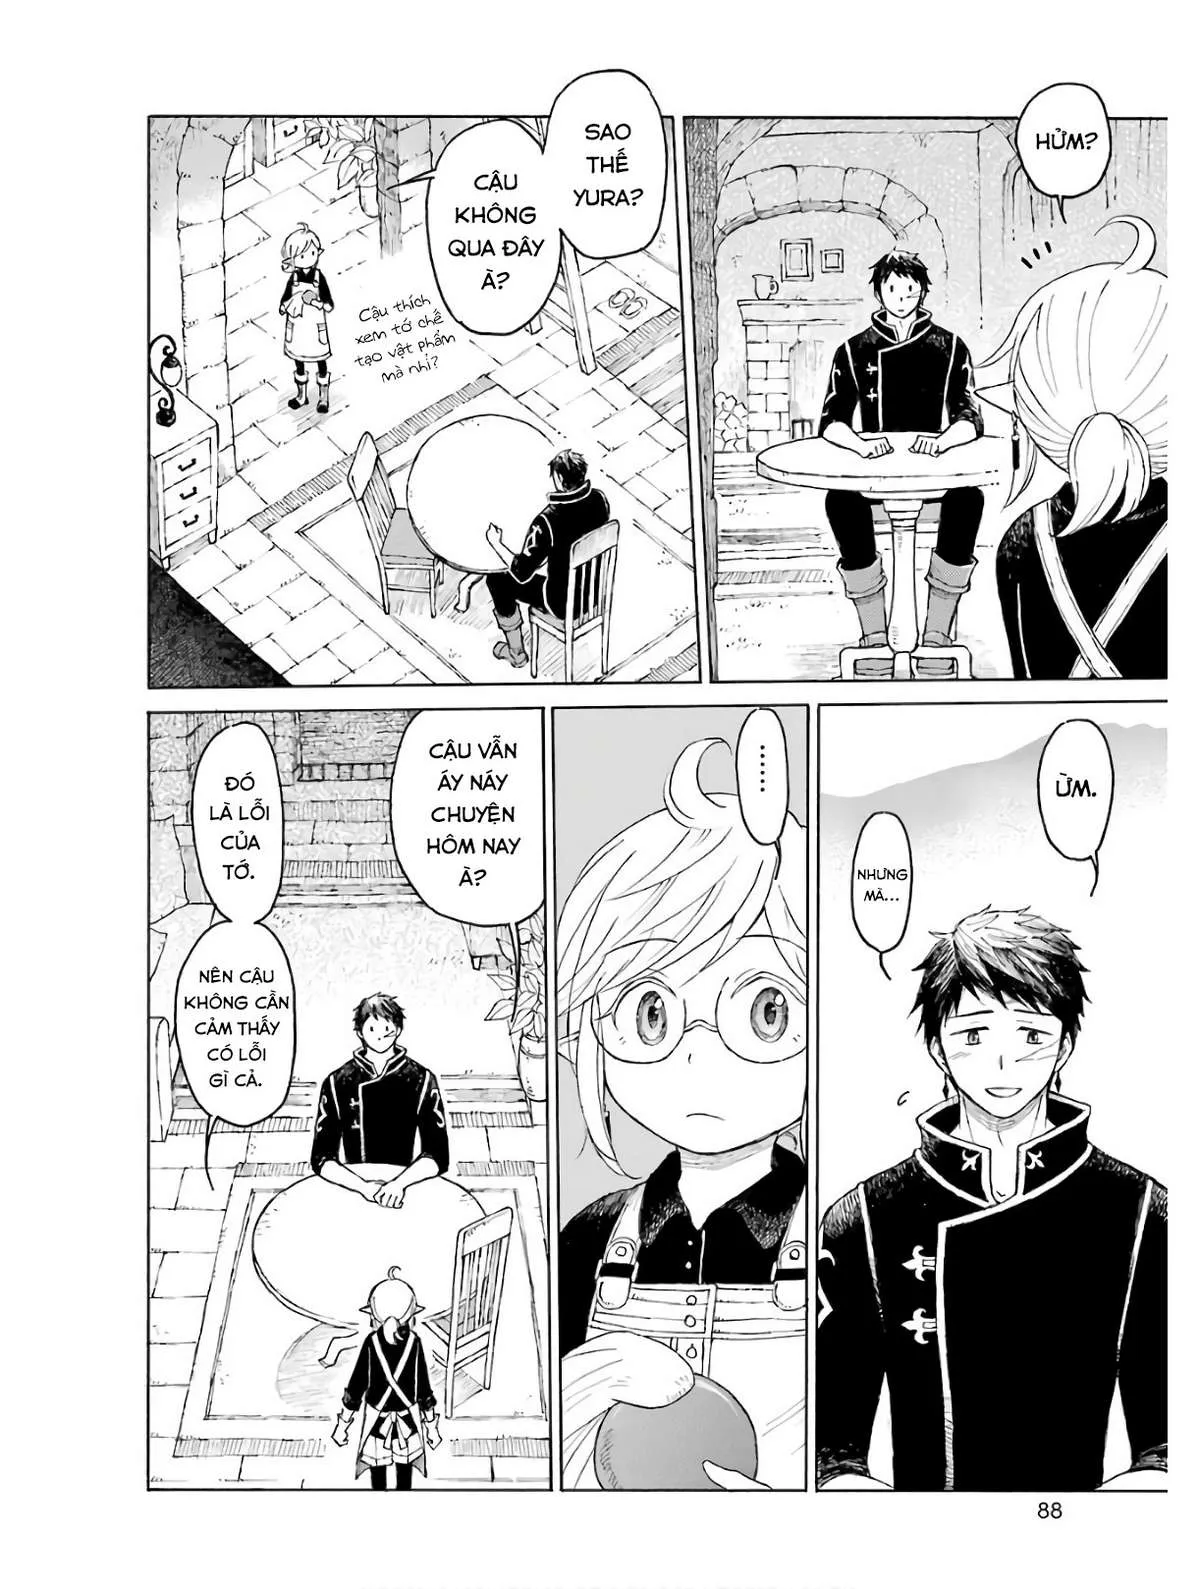 HỬM?
SAO
THẾ
YURA?
CẬU
KHÔNG
QUA ĐÂY
À?
Cậu thích
xem tớ chế
tạo vật phẩm
mà nhỉ?
ỪM.
NHƯNG
MÀ...
.......
CẬU VẪN
ÁY NÁY
CHUYỆN
HÔM NAY
À?
ĐÓ
LÀ LỖI
CỦA
TỚ.
NÊN CẬU
KHÔNG CẦN
CẢM THẤY
CÓ LỖI
GÌ CẢ.
88